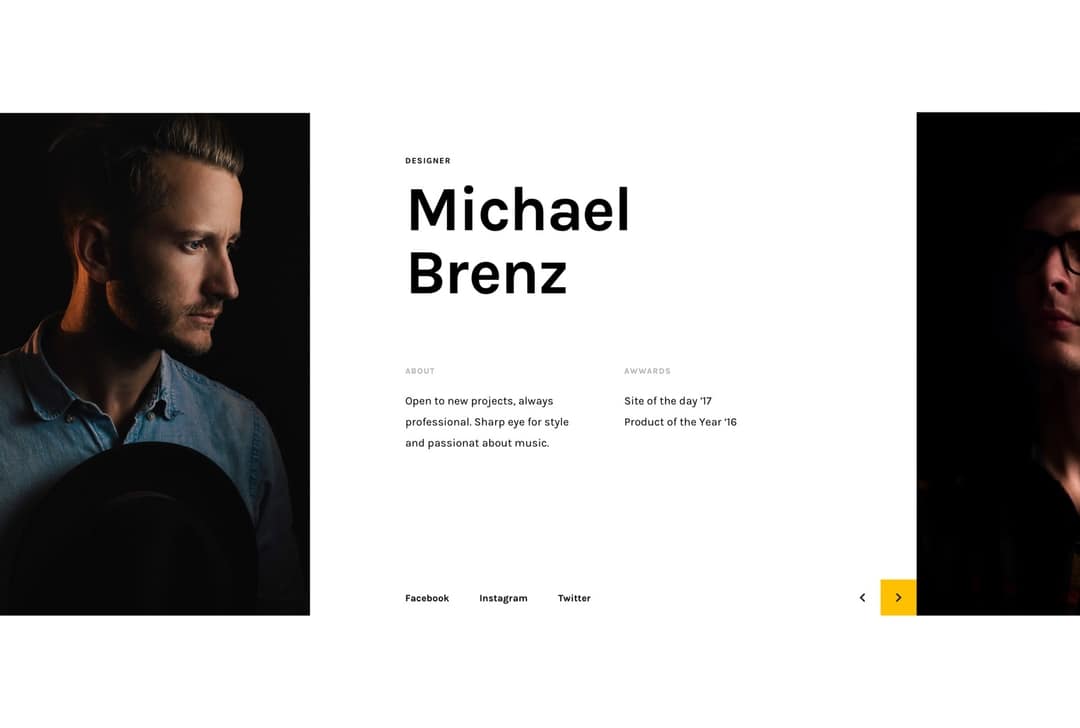 DESIGNER
Michael
Brenz
ABOUT
Open to new projects, always
professional. Sharp eye for style
and passionat about music.
AWWARDS
Site of the day '17
Product of the Year '16
Facebook Instagram Twitter